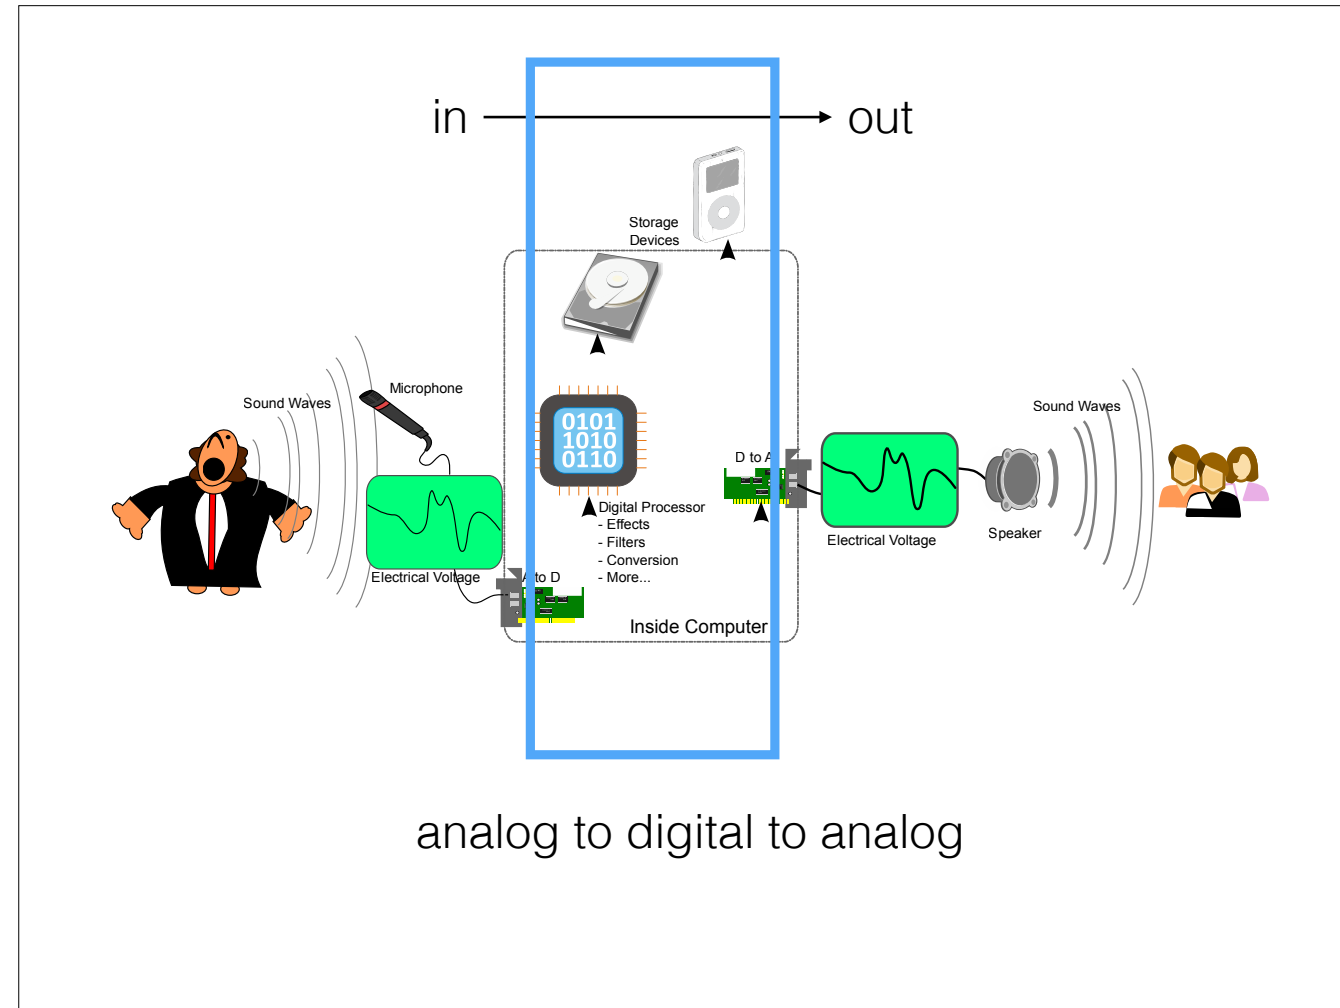 in
out
Storage
Devices
Microphone
Sound Waves
0101
1010
0110
Digital Processor
- Effects
- Filters
- Conversion
- More...
Electrical Voltage
A to D
Inside Computer
D to A
Electrical Voltage
Speaker
Sound Waves
analog to digital to analog